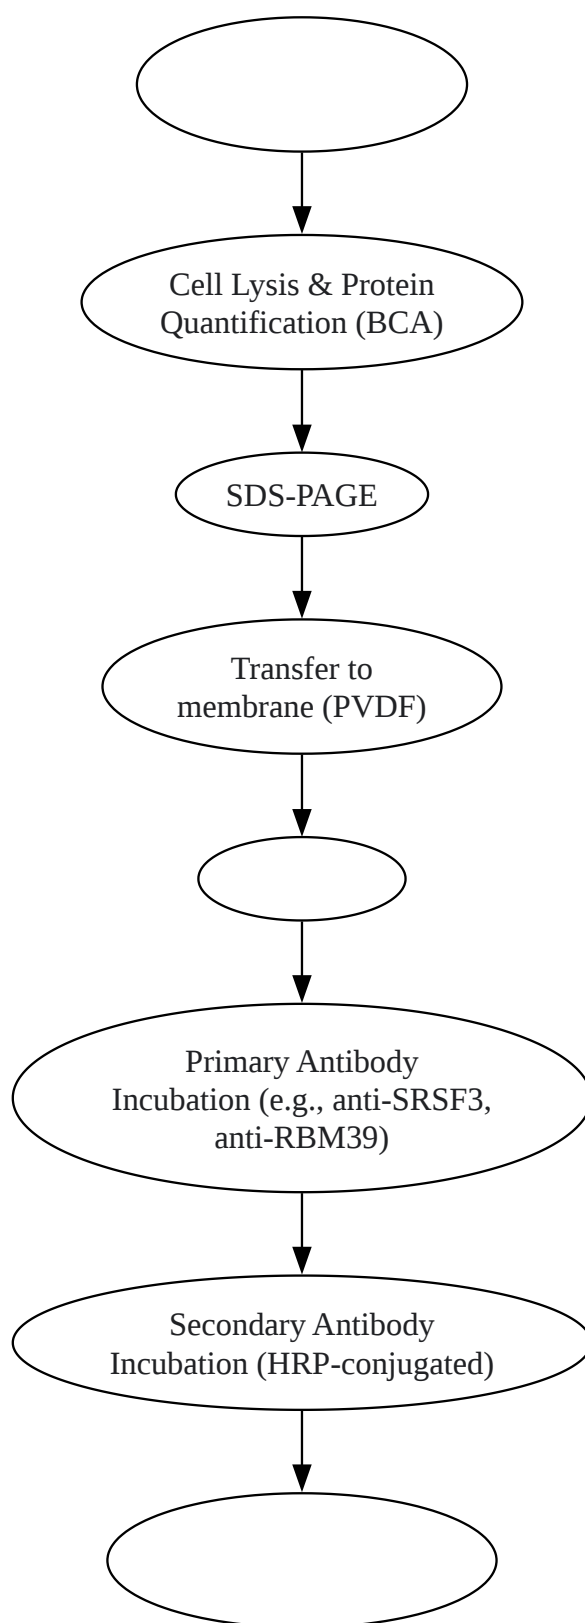 Cell Lysis & Protein
Quantification (BCA)
SDS-PAGE
Transfer to
membrane (PVDF)
Primary Antibody
Incubation (e.g., anti-SRSF3,
anti-RBM39)
Secondary Antibody
Incubation (HRP-conjugated)